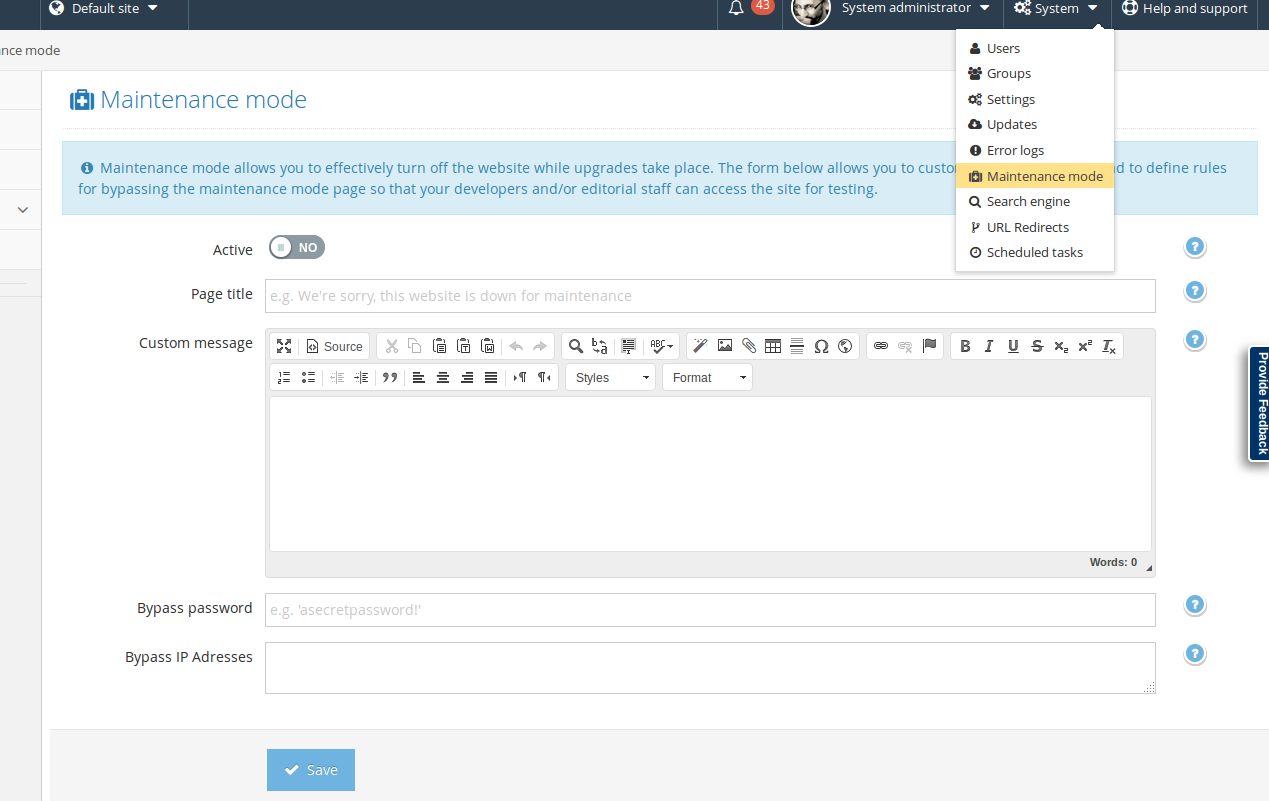 Default site
43
System administrator
System
Help and support
nce mode
Users
Groups
Settings
Updates
Error logs
Maintenance mode
Search engine
URL Redirects
Scheduled tasks
Maintenance mode
Maintenance mode allows you to effectively turn off the website while upgrades take place. The form below allows you to d to define rules
for bypassing the maintenance mode page so that your developers and/or editorial staff can access the site for testing.
Active
NO
Page title
e.g. We're sorry, this website is down for maintenance
Custom message
Source
ABC
B I U S x₂ x² Tx
Styles
Format
Words: 0
Provide Feedback
Bypass password
e.g. 'asecretpassword!'
Bypass IP Adresses
Save